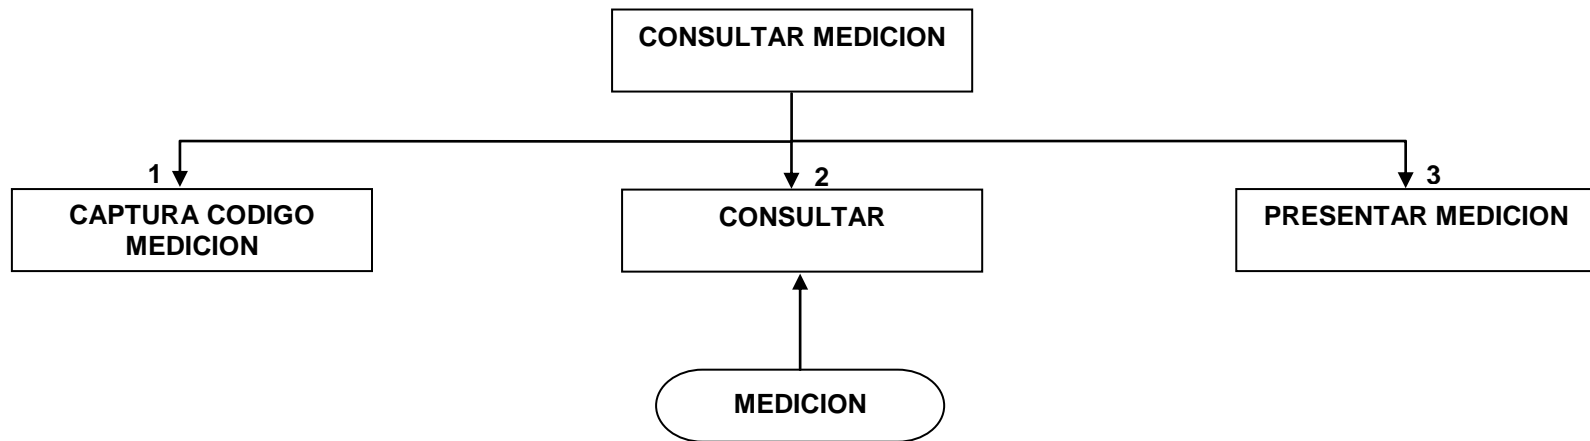 CONSULTAR MEDICION
1
2
3
CAPTURA CODIGO
MEDICION
CONSULTAR
PRESENTAR MEDICION
MEDICION